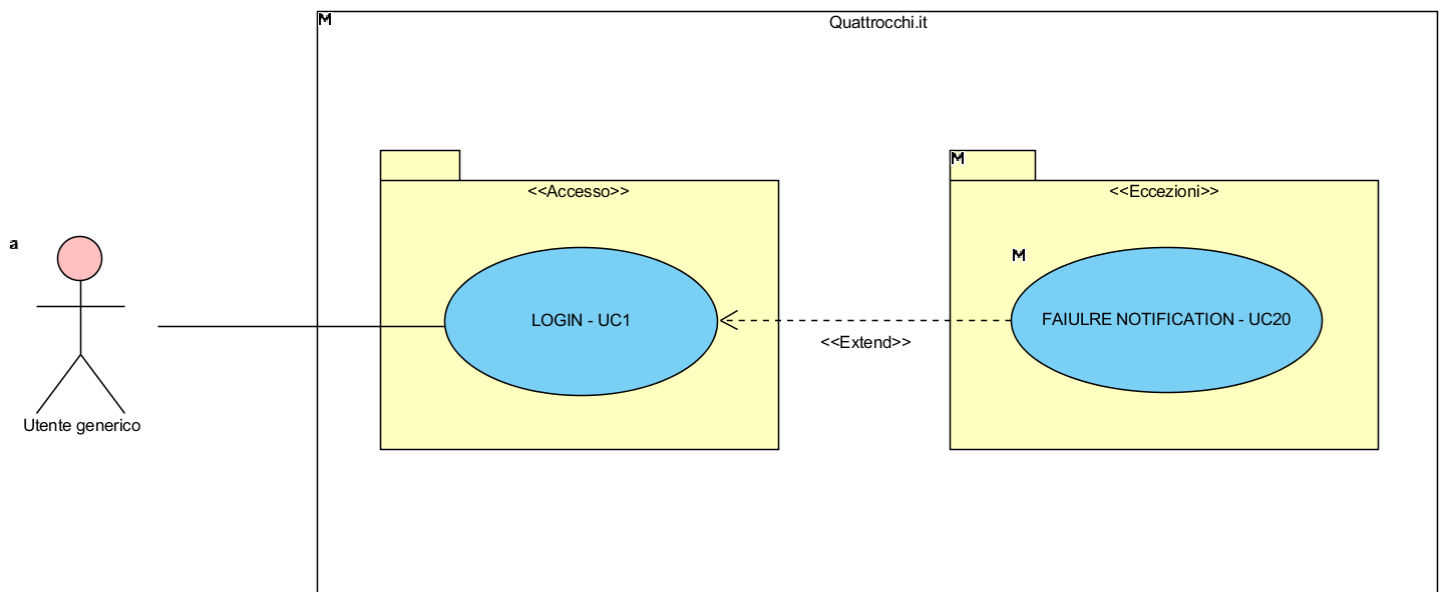 M
Quattrocchi.it
M
<<Accesso>>
<<Eccezioni>>
a
M
LOGIN - UC1
FAIULRE NOTIFICATION - UC20
<<Extend>>
Utente generico